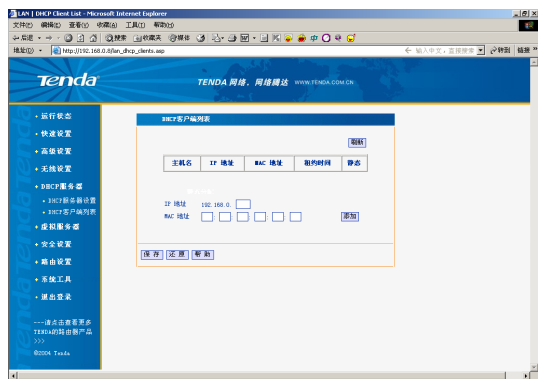 LAN | DHCP Client List - Microsoft Internet Explorer
文件(F) 编辑(E) 查看(V) 收藏(A) 工具(T) 帮助(H)
后退 搜索 收藏夹 媒体
地址(D) http://192.168.0.8/lan_dhcp_clients.asp 输入中文，直接搜索 转到 链接 »
Tenda
TENDA 网络．网络腾达 WWW.TENDA.COM.CN
运行状态
快速设置
高级设置
无线设置
DHCP服务器
DHCP服务器设置
DHCP客户端列表
虚拟服务器
安全设置
路由设置
系统工具
退出登录
---请点击查看更多
TENDA的路由器产品
>>>
©2004 Tenda
DHCP客户端列表
刷新
主机名 IP 地址 MAC 地址 租约时间 静态
IP 地址 192.168.0.
MAC 地址 : : : : : 添加
保 存 还 原 帮 助